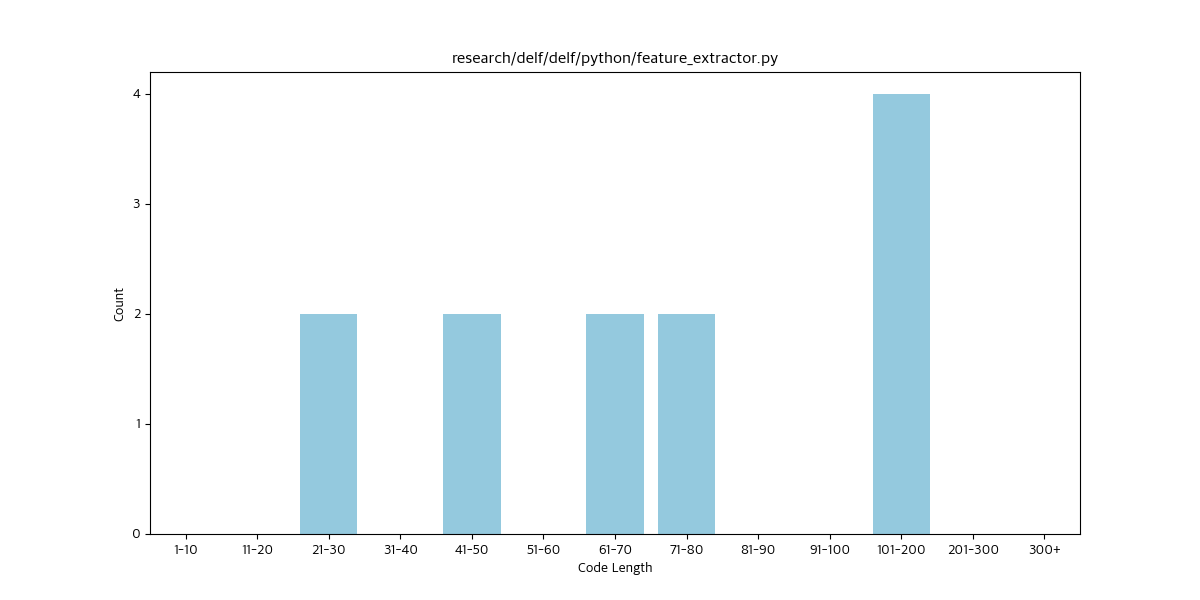 research/delf/delf/python/feature_extractor.py
Count
4
3
2
1
0
1-10 11-20 21-30 31-40 41-50 51-60 61-70 71-80 81-90 91-100 101-200 201-300 300+
Code Length